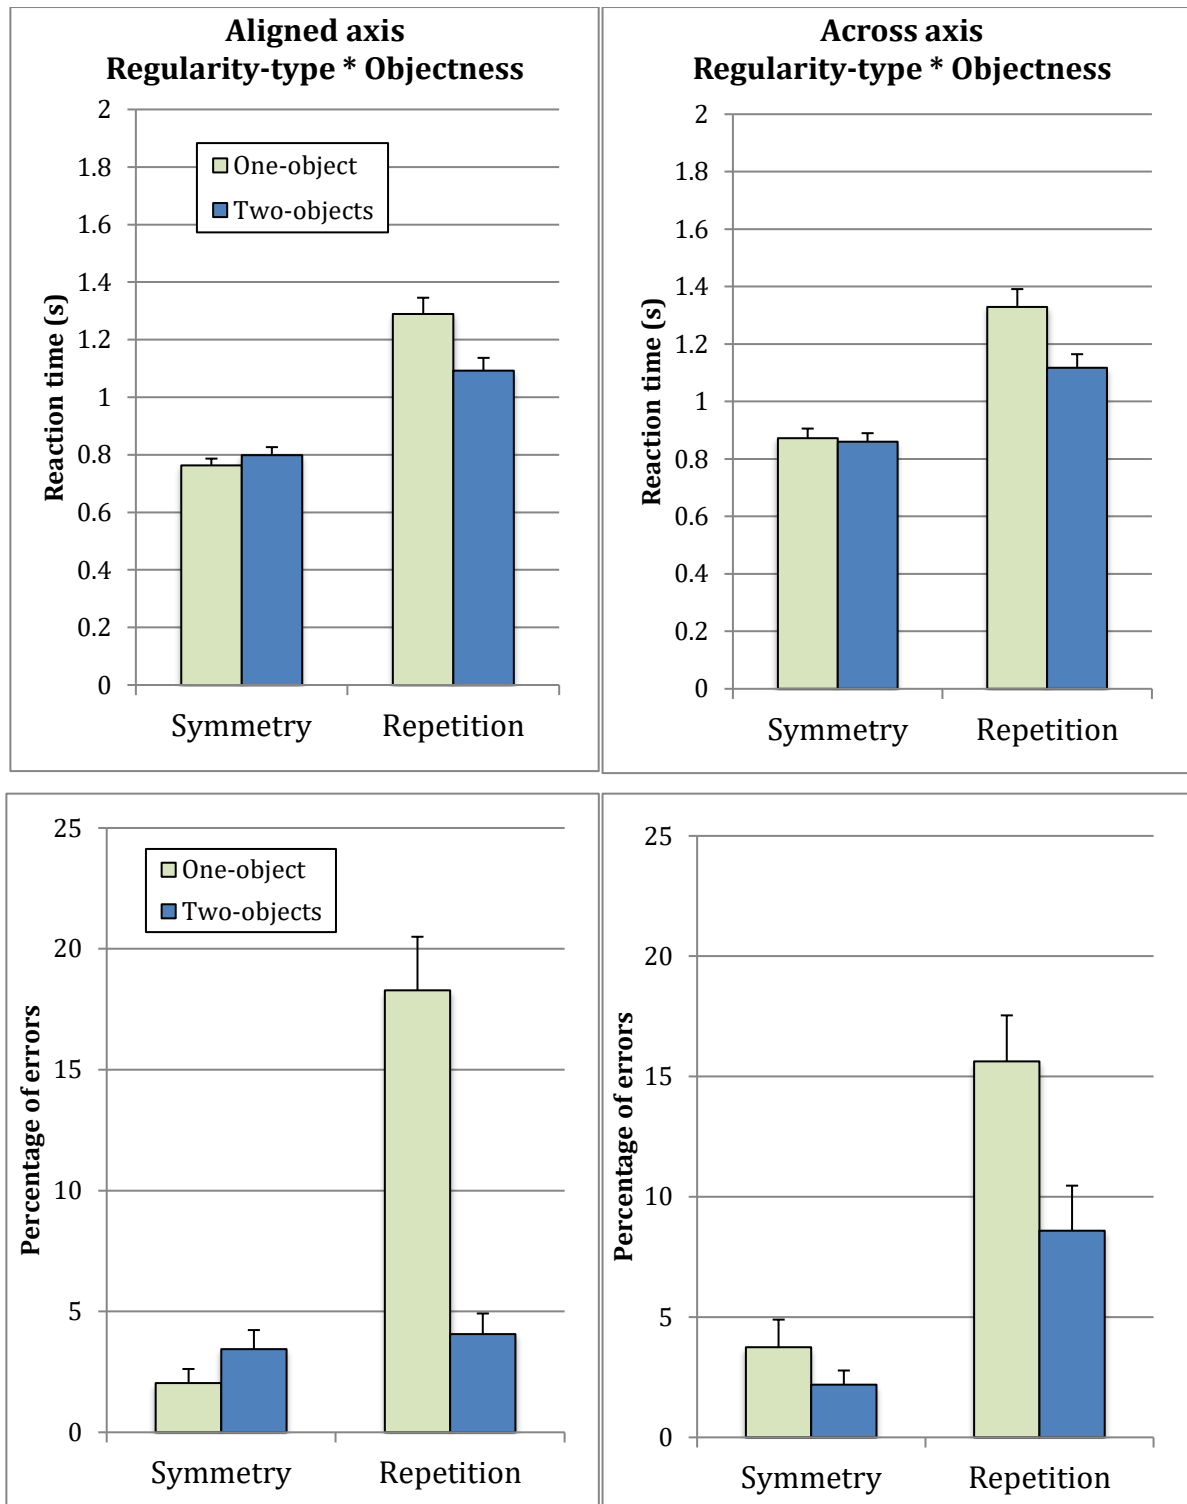 Aligned axis
Regularity-type * Objectness
2
1.8
1.6
1.4
1.2
1
0.8
0.6
0.4
0.2
0
Reaction time (s)
One-object
Two-objects
Symmetry
Repetition
Across axis
Regularity-type * Objectness
2
1.8
1.6
1.4
1.2
1
0.8
0.6
0.4
0.2
0
Reaction time (s)
Symmetry
Repetition
25
20
15
10
5
0
Percentage of errors
One-object
Two-objects
Symmetry
Repetition
25
20
15
10
5
0
Percentage of errors
Symmetry
Repetition